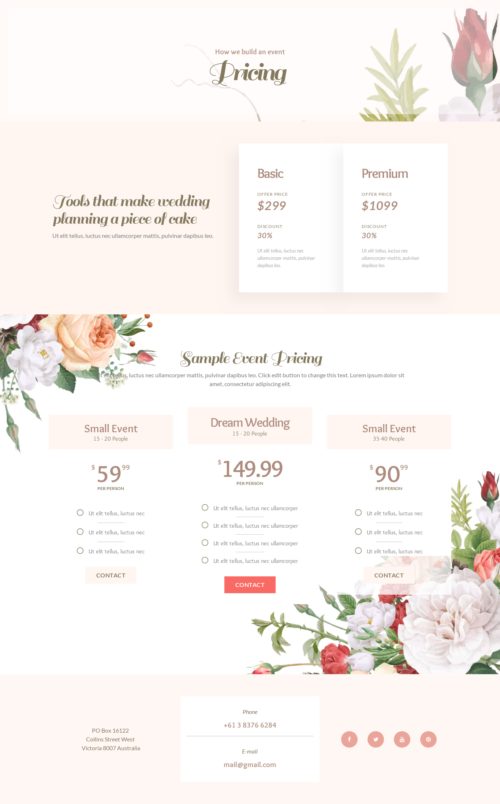 How we build an event
Pricing
Tools that make wedding
planning a piece of cake
Ut elit tellus, luctus nec ullamcorper mattis, pulvinar dapibus leo.
Basic
OFFER PRICE
$299
DISCOUNT
30%
Ut elit tellus, luctus nec
ullamcorper mattis, pulvinar
dapibus leo.
Premium
OFFER PRICE
$1099
DISCOUNT
30%
Ut elit tellus, luctus nec
ullamcorper mattis, pulvinar
dapibus leo.
Sample Event Pricing
tellus, luctus nec ullamcorper mattis, pulvinar dapibus leo. Click edit button to change this text. Lorem ipsum dolor sit
amet, consectetur adipiscing elit.
Small Event
15 - 20 People
$59 99
PER PERSON
Ut elit tellus, luctus nec
Ut elit tellus, luctus nec
Ut elit tellus, luctus nec
CONTACT
Dream Wedding
15 - 20 People
$149.99
PER PERSON
Ut elit tellus, luctus nec ullamcorper
Ut elit tellus, luctus nec ullamcorper
Ut elit tellus, luctus nec ullamcorper
Ut elit tellus, luctus nec ullamcorper
CONTACT
Small Event
35 40 People
$90 99
PER PERSON
Ut elit tellus, luctus nec
Ut elit tellus, luctus nec
Ut elit tellus, luctus nec
CONTACT
PO Box 16122
Collins Street West
Victoria 8007 Australia
Phone
+61 3 8376 6284
E-mail
mail@gmail.com